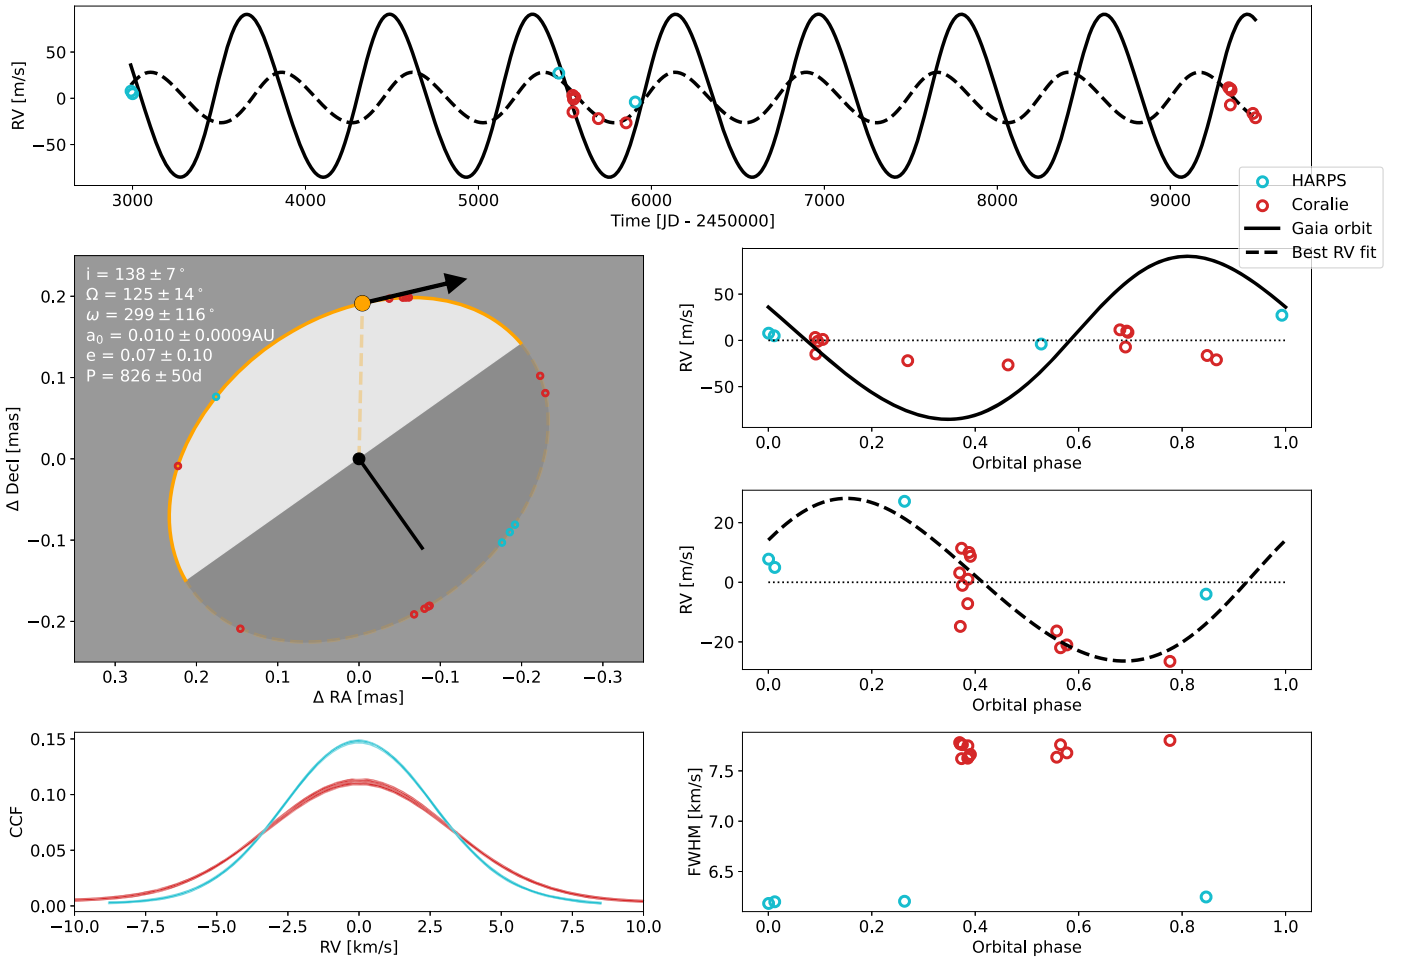 RV [m/s]
50
0
−50
3000
4000
5000
6000
7000
8000
9000
Time [JD - 2450000]
HARPS
Coralie
Gaia orbit
Best RV fit
i = 138 ± 7°
Ω = 125 ± 14°
ω = 299 ± 116°
a₀ = 0.010 ± 0.0009AU
e = 0.07 ± 0.10
P = 826 ± 50d
Δ Decl [mas]
0.2
0.1
0.0
−0.1
−0.2
0.3
0.2
0.1
0.0
−0.1
−0.2
−0.3
Δ RA [mas]
RV [m/s]
50
0
−50
0.0
0.2
0.4
0.6
0.8
1.0
Orbital phase
RV [m/s]
20
0
−20
0.0
0.2
0.4
0.6
0.8
1.0
Orbital phase
CCF
0.15
0.10
0.05
0.00
−10.0
−7.5
−5.0
−2.5
0.0
2.5
5.0
7.5
10.0
RV [km/s]
FWHM [km/s]
7.5
7.0
6.5
0.0
0.2
0.4
0.6
0.8
1.0
Orbital phase